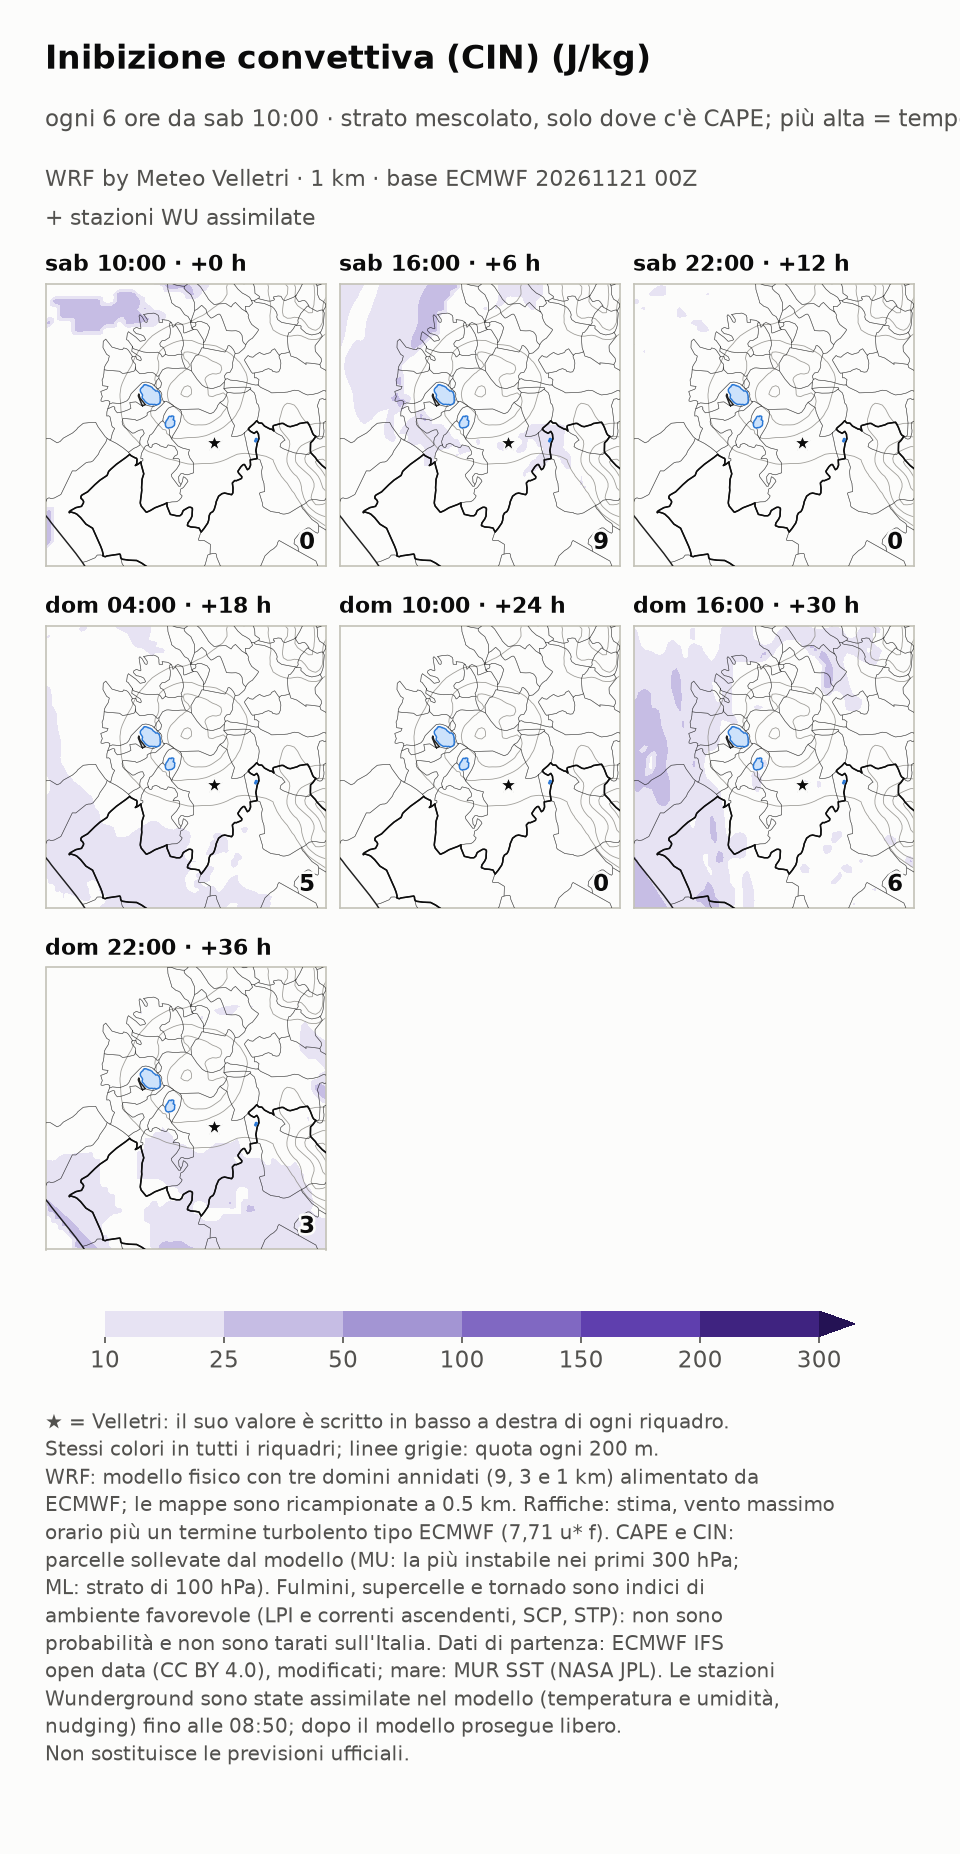 Inibizione convettiva (CIN) (J/kg)
ogni 6 ore da sab 10:00 · strato mescolato, solo dove c'è CAPE; più alta =
WRF by Meteo Velletri · 1 km · base ECMWF 20261121 00Z
+ stazioni WU assimilate
sab 10:00 · +0 h
sab 16:00 · +6 h
sab 22:00 · +12 h
0
9
0
dom 04:00 · +18 h
dom 10:00 · +24 h
dom 16:00 · +30 h
5
0
6
dom 22:00 · +36 h
3
10 25 50 100 150 200 300
★ = Velletri: il suo valore è scritto in basso a destra di ogni riquadro.
Stessi colori in tutti i riquadri; linee grigie: quota ogni 200 m.
WRF: modello fisico con tre domini annidati (9, 3 e 1 km) alimentato da
ECMWF; le mappe sono ricampionate a 0.5 km. Raffiche: stima, vento massimo
orario più un termine turbolento tipo ECMWF (7,71 u* f). CAPE e CIN:
parcelle sollevate dal modello (MU: la più instabile nei primi 300 hPa;
ML: strato di 100 hPa). Fulmini, supercelle e tornado sono indici di
ambiente favorevole (LPI e correnti ascendenti, SCP, STP): non sono
probabilità e non sono tarati sull'Italia. Dati di partenza: ECMWF IFS
open data (CC BY 4.0), modificati; mare: MUR SST (NASA JPL). Le stazioni
Wunderground sono state assimilate nel modello (temperatura e umidità,
nudging) fino alle 08:50; dopo il modello prosegue libero.
Non sostituisce le previsioni ufficiali.